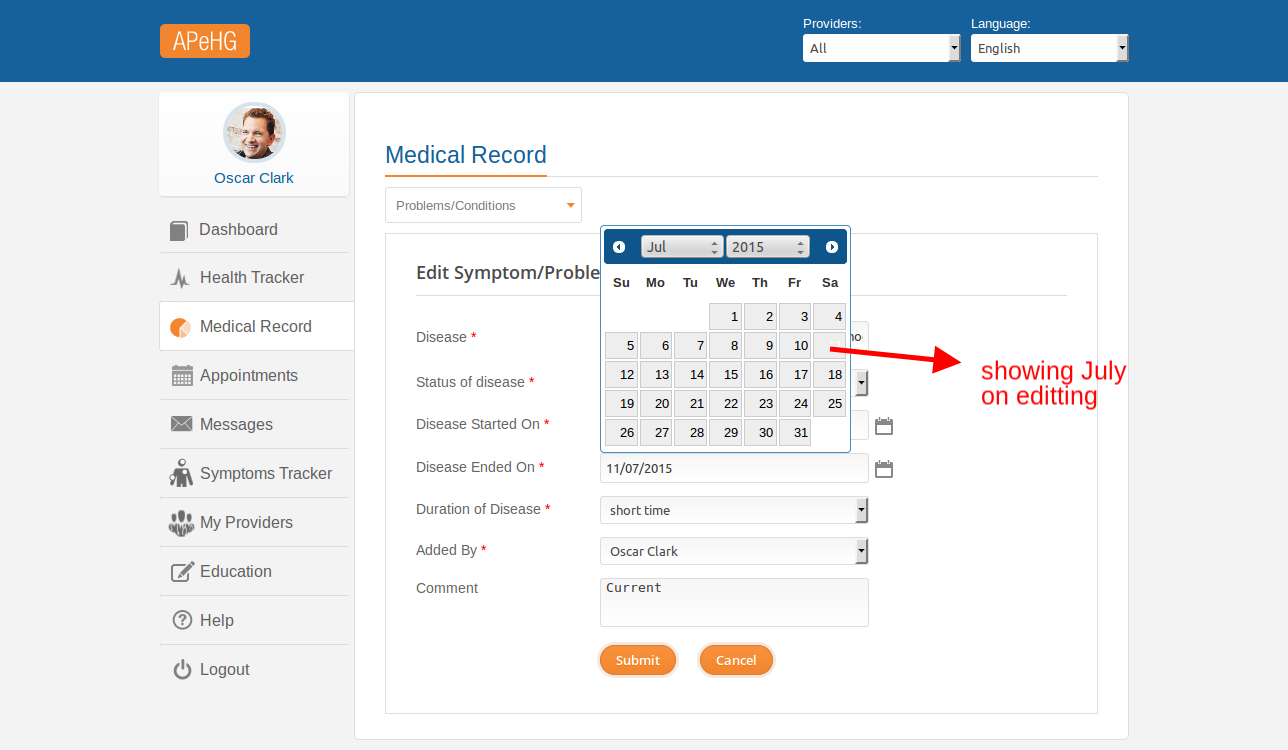 APeHG
Providers:
All
Language:
English
Oscar Clark
Dashboard
Health Tracker
Medical Record
Appointments
Messages
Symptoms Tracker
My Providers
Education
Help
Logout
Medical Record
Problems/Conditions
Edit Symptom/Proble
Jul 2015
Su Mo Tu We Th Fr Sa
1 2 3 4
5 6 7 8 9 10
12 13 14 15 16 17 18
19 20 21 22 23 24 25
26 27 28 29 30 31
showing July
on editting
Disease *
Status of disease *
Disease Started On *
Disease Ended On * 11/07/2015
Duration of Disease * short time
Added By * Oscar Clark
Comment Current
Submit Cancel